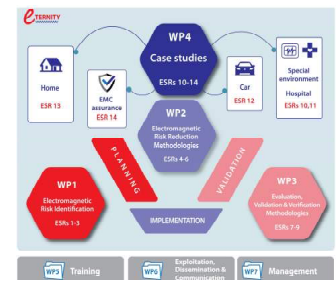 ETERNITY
WP4
Case studies
ESRs 10-14
Home
ESR 13
EMC
assurance
ESR 14
Car
ESR 12
Special
environment
Hospital
ESRs 10,11
WP2
Electromagnetic
Risk Reduction
Methodologies
ESRs 4-6
PLANNING
VALIDATION
WP1
Electromagnetic
Risk Identification
ESRs 1-3
IMPLEMENTATION
WP3
Evaluation,
Validation & Verification
Methodologies
ESRs 7-9
WP5 Training
WP6 Exploitation,
Dissemination &
Communication
WP7 Management